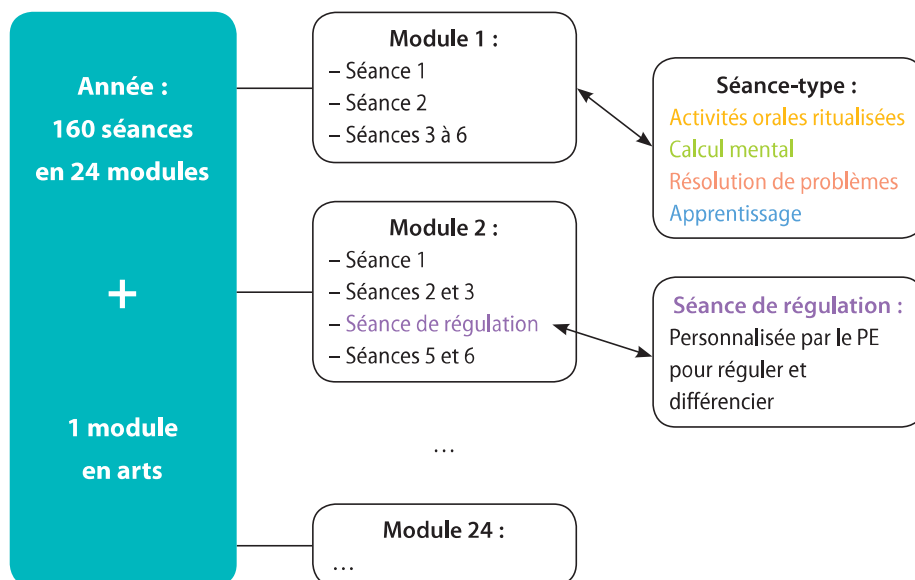 Année :
160 séances
en 24 modules
+
1 module
en arts
Module 1 :
– Séance 1
– Séance 2
– Séances 3 à 6
Séance-type :
Activités orales ritualisées
Calcul mental
Résolution de problèmes
Apprentissage
Module 2 :
– Séance 1
– Séances 2 et 3
– Séance de régulation
– Séances 5 et 6
Séance de régulation :
Personnalisée par le PE
pour réguler et
différencier
...
Module 24 :
...